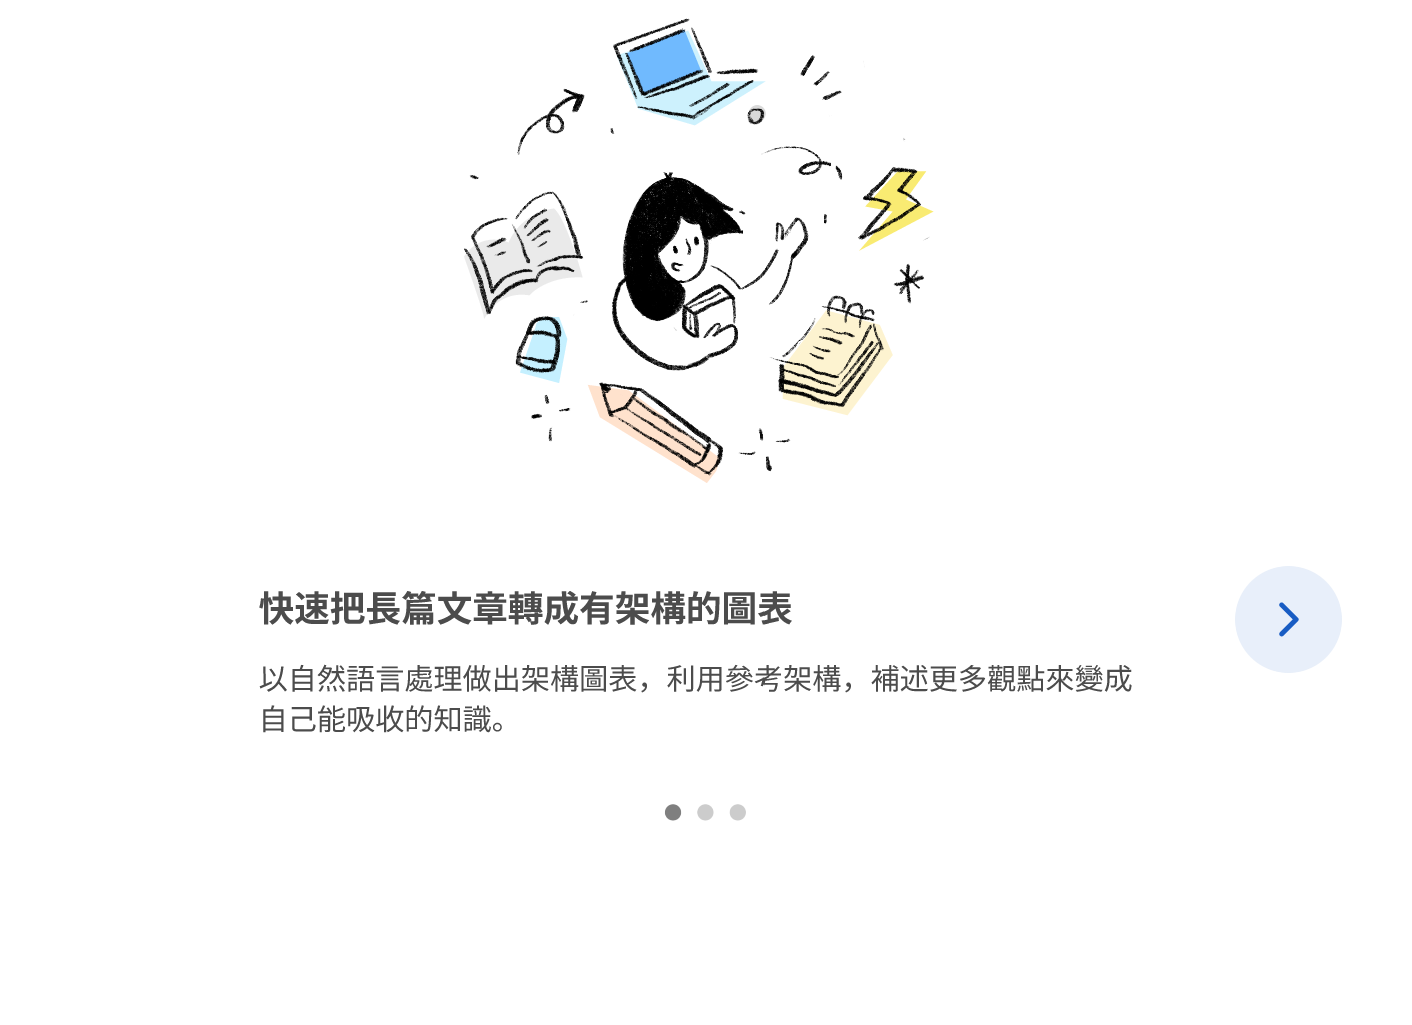 快速把長篇文章轉成有架構的圖表
以自然語言處理做出架構圖表，利用參考架構，補述更多觀點來變成
自己能吸收的知識。